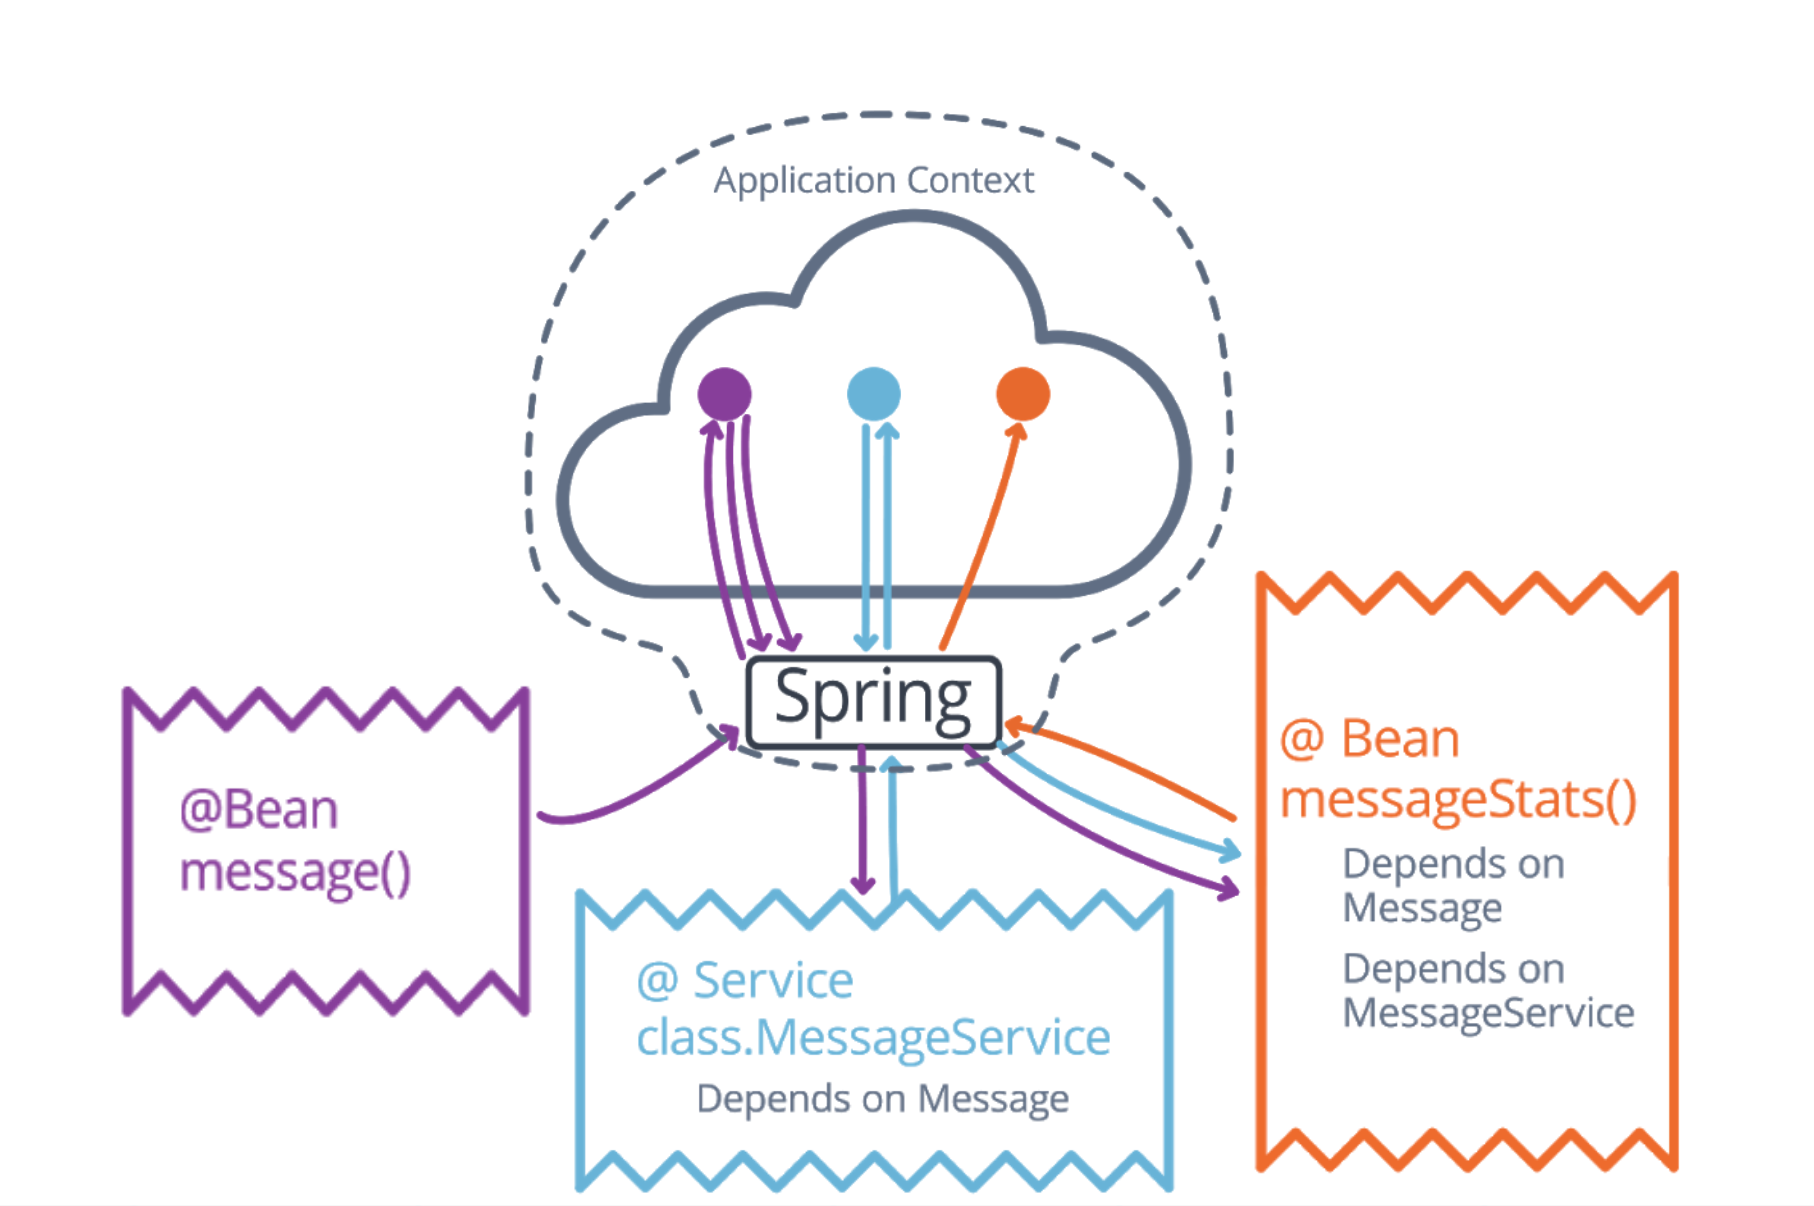 Application Context
Spring
@Bean
message()
@ Service
class.MessageService
Depends on Message
@ Bean
messageStats()
Depends on
Message
Depends on
MessageService